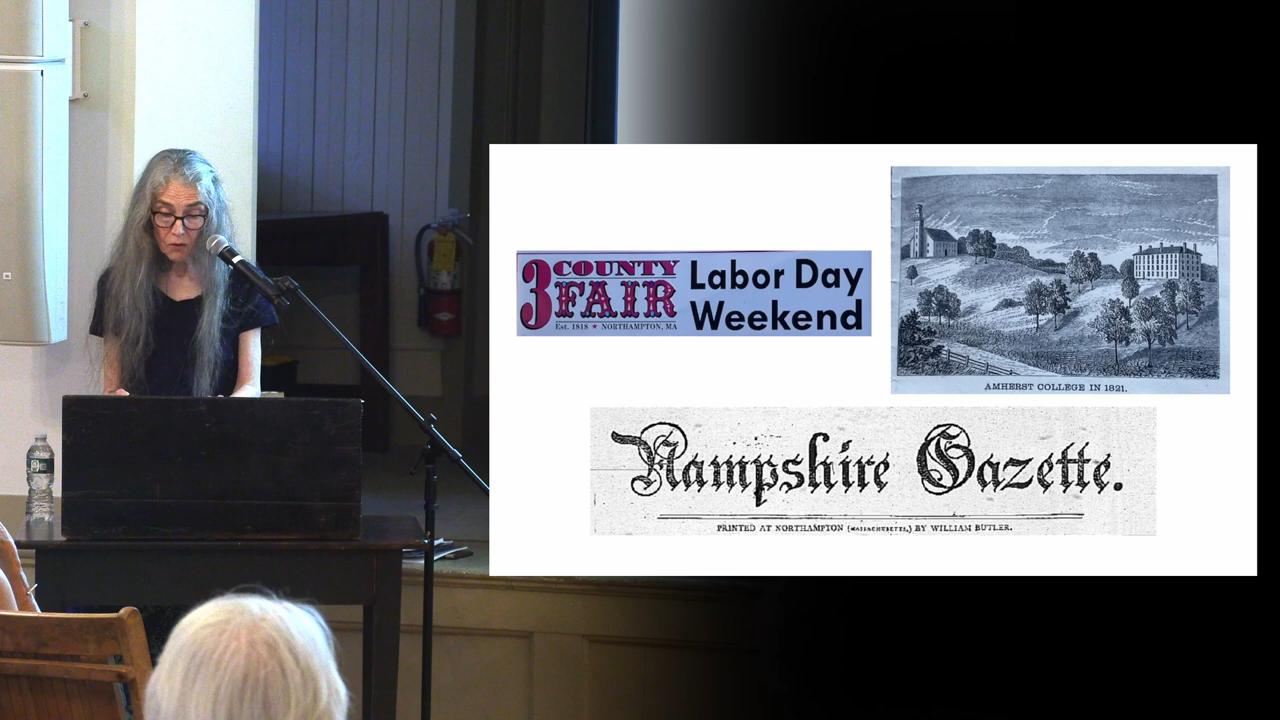 3 COUNTY
FAIR
Est. 1818 ★ NORTHAMPTON, MA
Labor Day
Weekend
AMHERST COLLEGE IN 1821.
Hampshire Gazette.
PRINTED AT NORTHAMPTON (MASSACHUSETTS,) BY WILLIAM BUTLER.